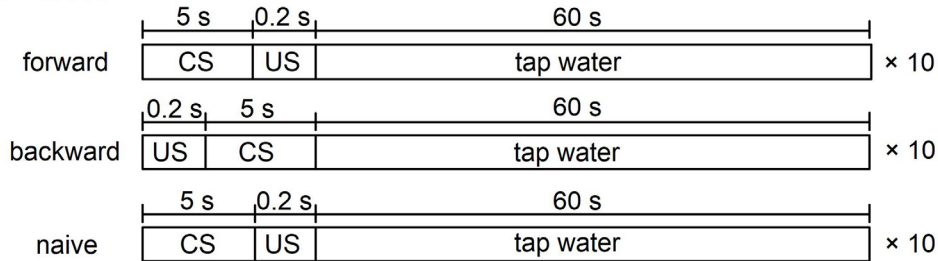 5 s 0.2 s 60 s
forward CS US tap water × 10
0.2 s 5 s 60 s
backward US CS tap water × 10
5 s 0.2 s 60 s
naive CS US tap water × 10